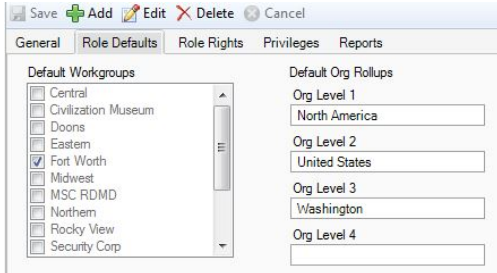 Save Add Edit Delete Cancel
General Role Defaults Role Rights Privileges Reports
Default Workgroups
Central
Civilization Museum
Doons
Eastern
Fort Worth
Midwest
MSC RDMD
Northern
Rocky View
Security Corp
Default Org Rollups
Org Level 1
North America
Org Level 2
United States
Org Level 3
Washington
Org Level 4